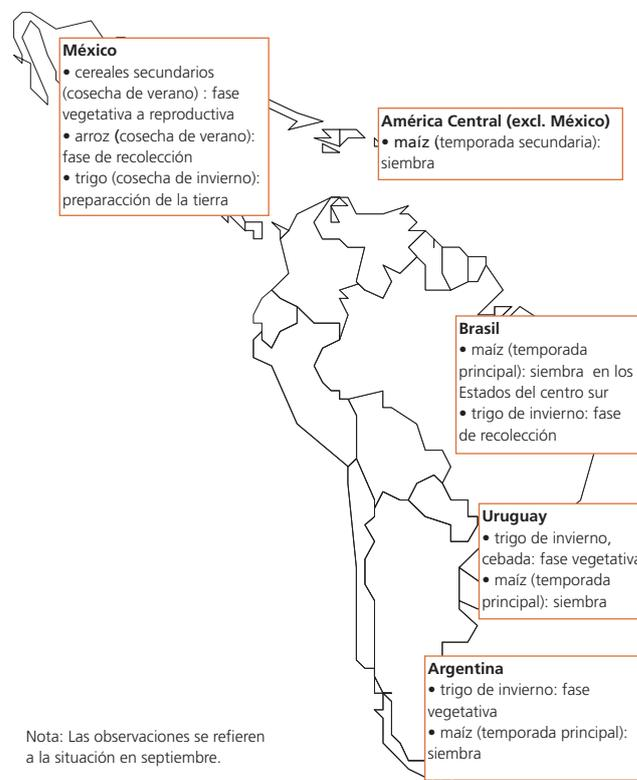 México
• cereales secundarios
(cosecha de verano) : fase
vegetativa a reproductiva
• arroz (cosecha de verano):
fase de recolección
• trigo (cosecha de invierno):
preparacción de la tierra
América Central (excl. México)
• maíz (temporada secundaria):
siembra
Brasil
• maíz (temporada
principal): siembra en los
Estados del centro sur
• trigo de invierno: fase
de recolección
Uruguay
• trigo de invierno,
cebada: fase vegetativa
• maíz (temporada
principal): siembra
Argentina
• trigo de invierno: fase
vegetativa
• maíz (temporada principal):
siembra
Nota: Las observaciones se refieren
a la situación en septiembre.